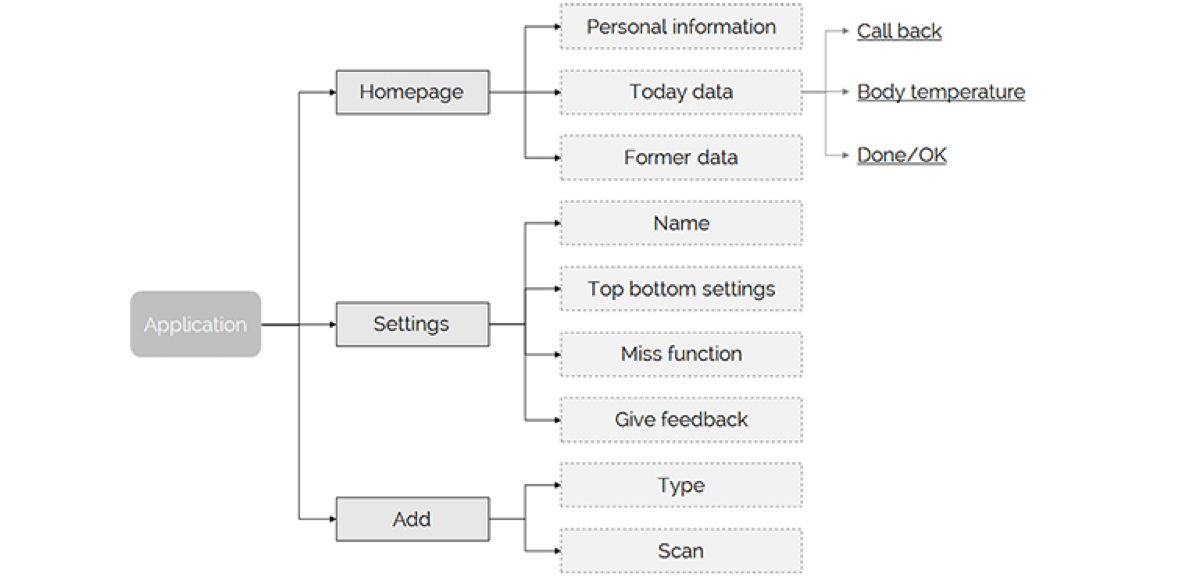 Personal information
Call back
Homepage
Today data
Body temperature
Former data
Done/OK
Name
Top bottom settings
Application
Settings
Miss function
Give feedback
Type
Add
Scan